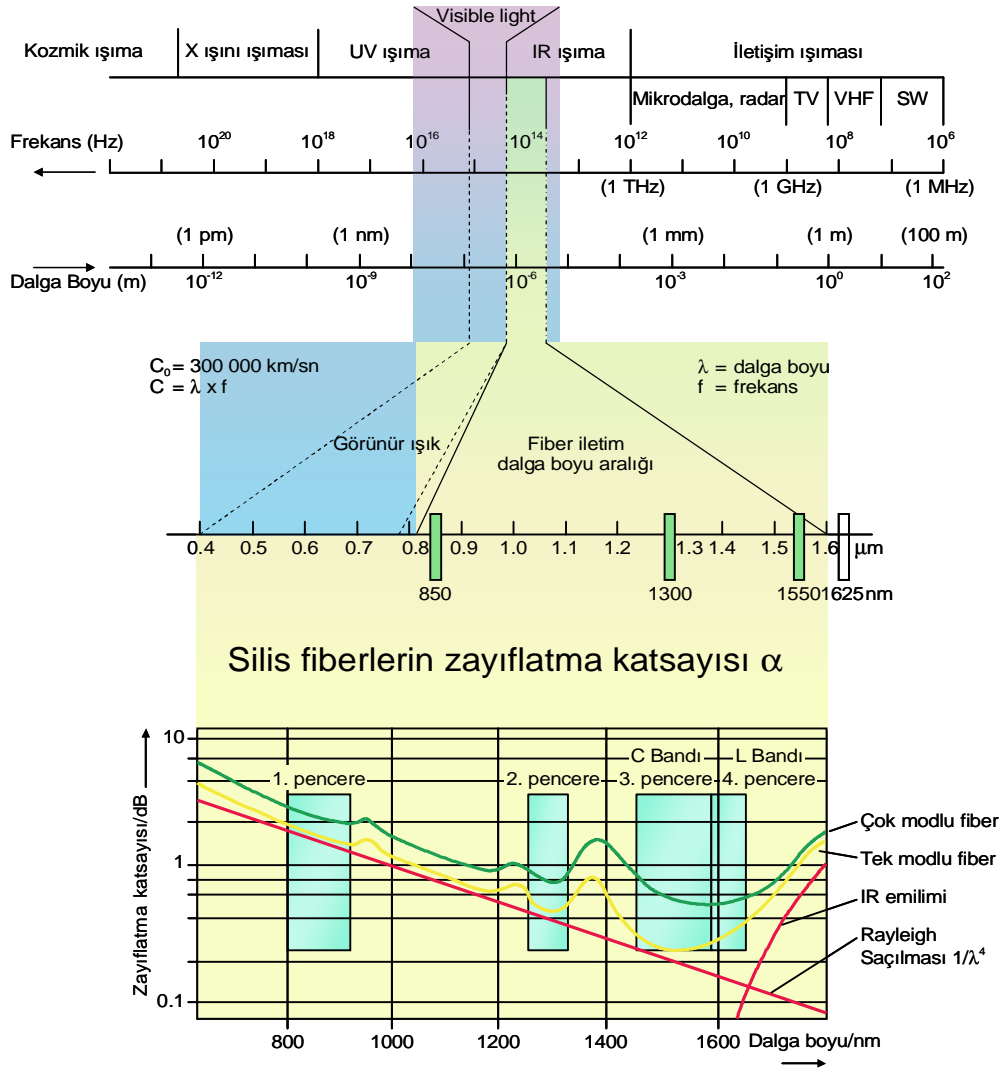 Visible light
Kozmik ışıma X ışını ışıması UV ışıma IR ışıma İletişim ışıması
Mikrodalga, radar TV VHF SW
Frekans (Hz) 10²⁰ 10¹⁸ 10¹⁶ 10¹⁴ 10¹² 10¹⁰ 10⁸ 10⁶
(1 THz) (1 GHz) (1 MHz)
(1 pm) (1 nm) (1 mm) (1 m) (100 m)
Dalga Boyu (m) 10⁻¹² 10⁻⁹ 10⁻⁶ 10⁻³ 10⁰ 10²
C₀ = 300 000 km/sn
C = λ x f
λ = dalga boyu
f = frekans
Görünür ışık
Fiber iletim
dalga boyu aralığı
0.4 0.5 0.6 0.7 0.8 0.9 1.0 1.1 1.2 1.3 1.4 1.5 1.6 µm
850 1300 1550 1625 nm
Silis fiberlerin zayıflatma katsayısı α
Zayıflatma katsayısı/dB
10
1
0.1
1. pencere
2. pencere
C Bandı
3. pencere
L Bandı
4. pencere
Çok modlu fiber
Tek modlu fiber
IR emilimi
Rayleigh
Saçılması 1/λ⁴
800 1000 1200 1400 1600 Dalga boyu/nm